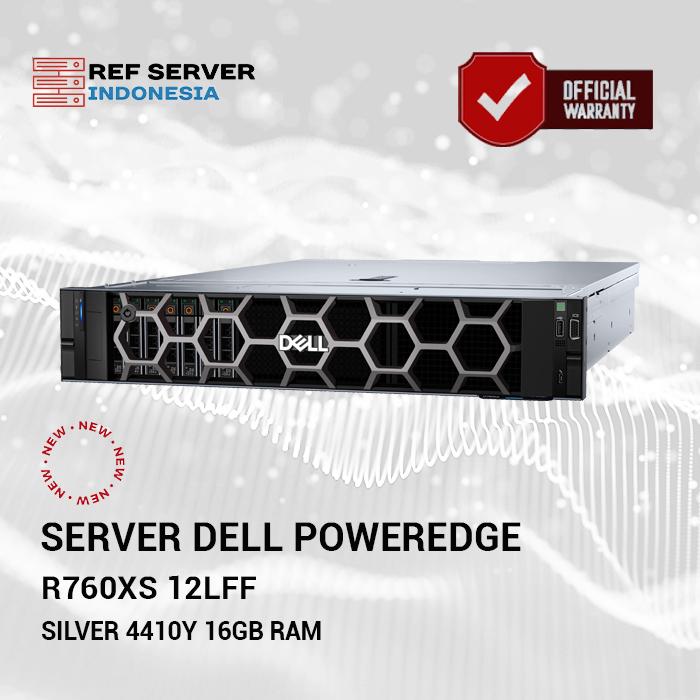 REF SERVER
INDONESIA
OFFICIAL
WARRANTY
DELL
NEW • NEW • NEW • NEW • NEW •
SERVER DELL POWEREDGE
R760XS 12LFF
SILVER 4410Y 16GB RAM